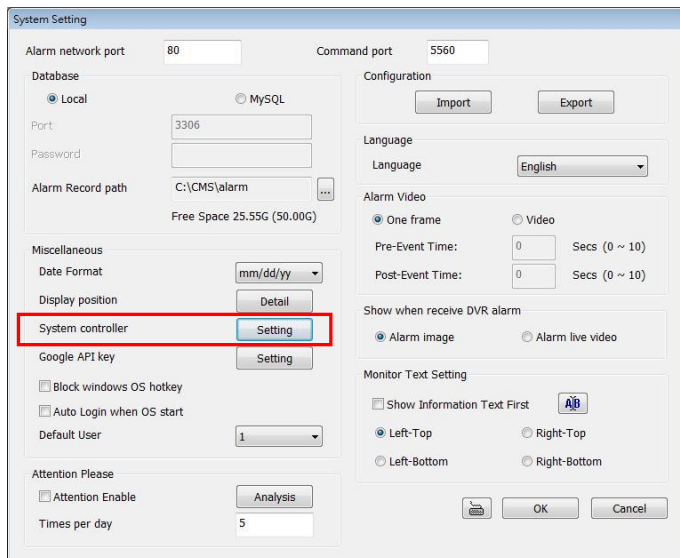 System Setting
Alarm network port 80 Command port 5560
Database
Local MySQL
Port 3306
Password
Alarm Record path C:\CMS\alarm ...
Free Space 25.55G (50.00G)
Miscellaneous
Date Format mm/dd/yy
Display position Detail
System controller Setting
Google API key Setting
Block windows OS hotkey
Auto Login when OS start
Default User 1
Attention Please
Attention Enable Analysis
Times per day 5
Configuration
Import Export
Language
Language English
Alarm Video
One frame Video
Pre-Event Time: 0 Secs (0 ~ 10)
Post-Event Time: 0 Secs (0 ~ 10)
Show when receive DVR alarm
Alarm image Alarm live video
Monitor Text Setting
Show Information Text First AB
Left-Top Right-Top
Left-Bottom Right-Bottom
OK Cancel